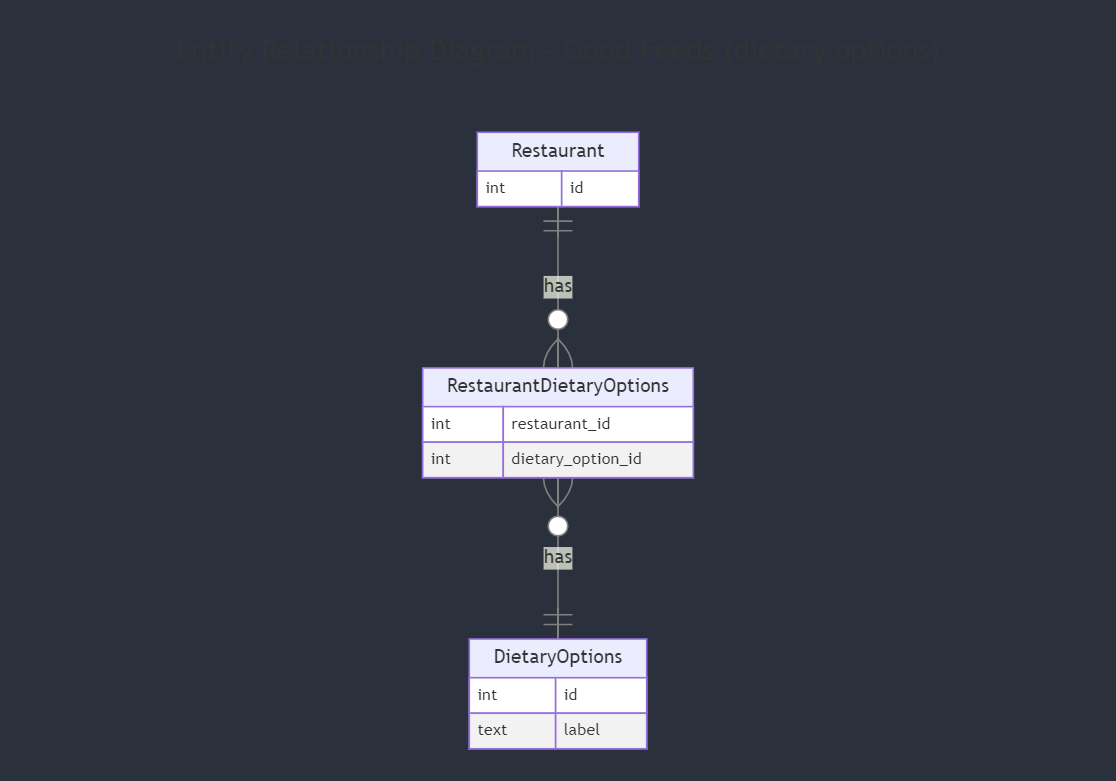 Entity Relationship Diagram - Good Feeds (dietary options)
Restaurant
int id
has
RestaurantDietaryOptions
int restaurant_id
int dietary_option_id
has
DietaryOptions
int id
text label